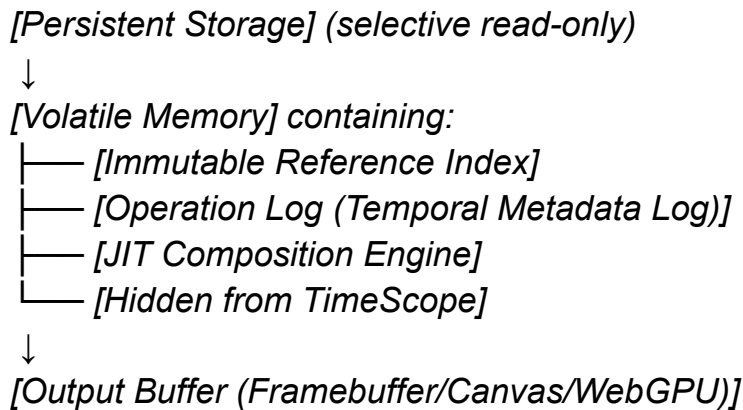 [Persistent Storage] (selective read-only)
↓
[Volatile Memory] containing:
├── [Immutable Reference Index]
├── [Operation Log (Temporal Metadata Log)]
├── [JIT Composition Engine]
└── [Hidden from TimeScope]
↓
[Output Buffer (Framebuffer/Canvas/WebGPU)]